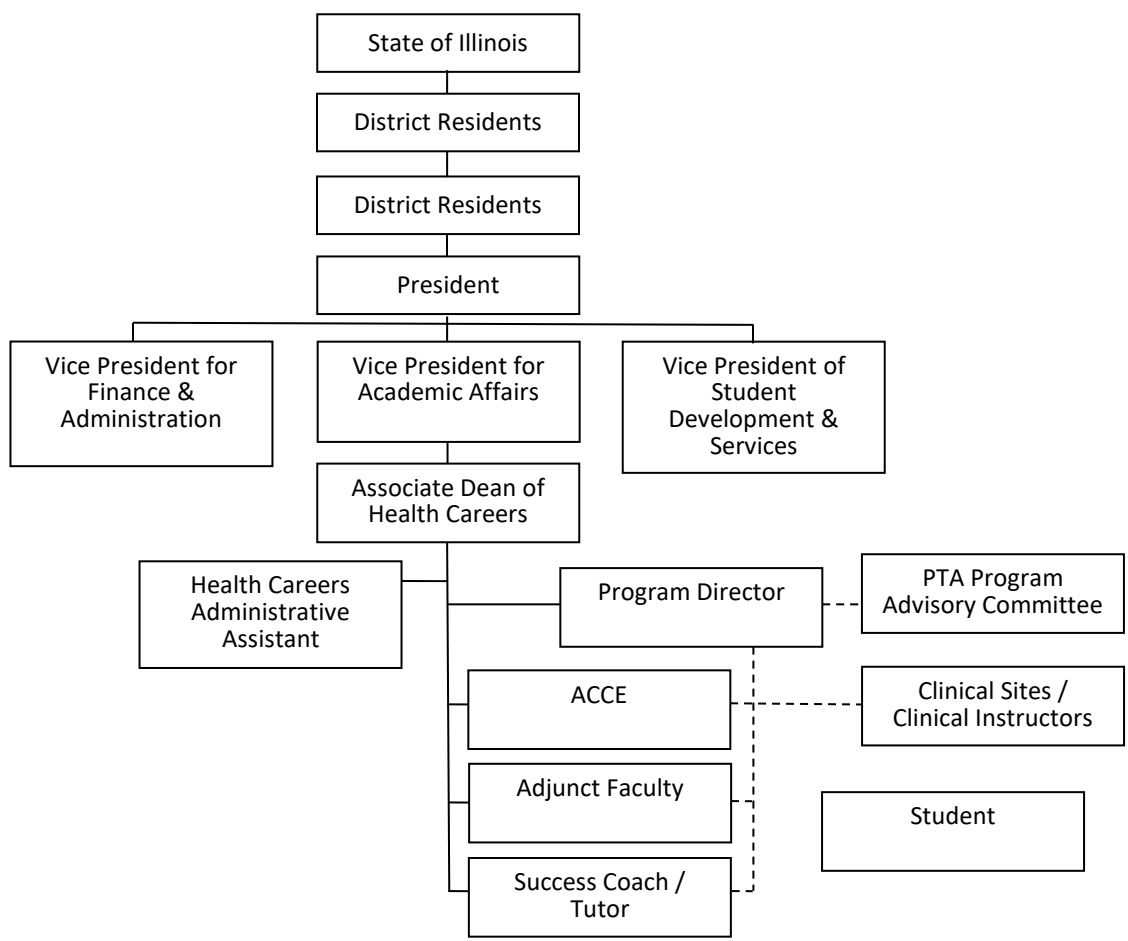 State of Illinois
District Residents
District Residents
President
Vice President for
Finance &
Administration
Vice President for
Academic Affairs
Vice President of
Student
Development &
Services
Associate Dean of
Health Careers
Health Careers
Administrative
Assistant
Program Director
PTA Program
Advisory Committee
ACCE
Clinical Sites /
Clinical Instructors
Adjunct Faculty
Student
Success Coach /
Tutor